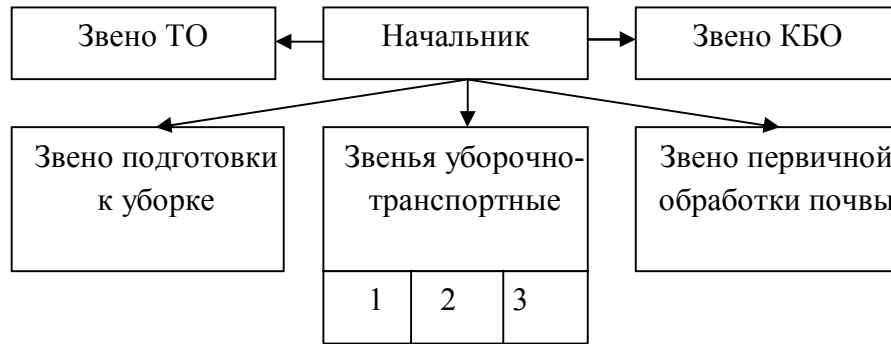 Звено ТО
Начальник
Звено КБО
Звено подготовки
к уборке
Звенья уборочно-
транспортные
Звено первичной
обработки почвы
1
2
3